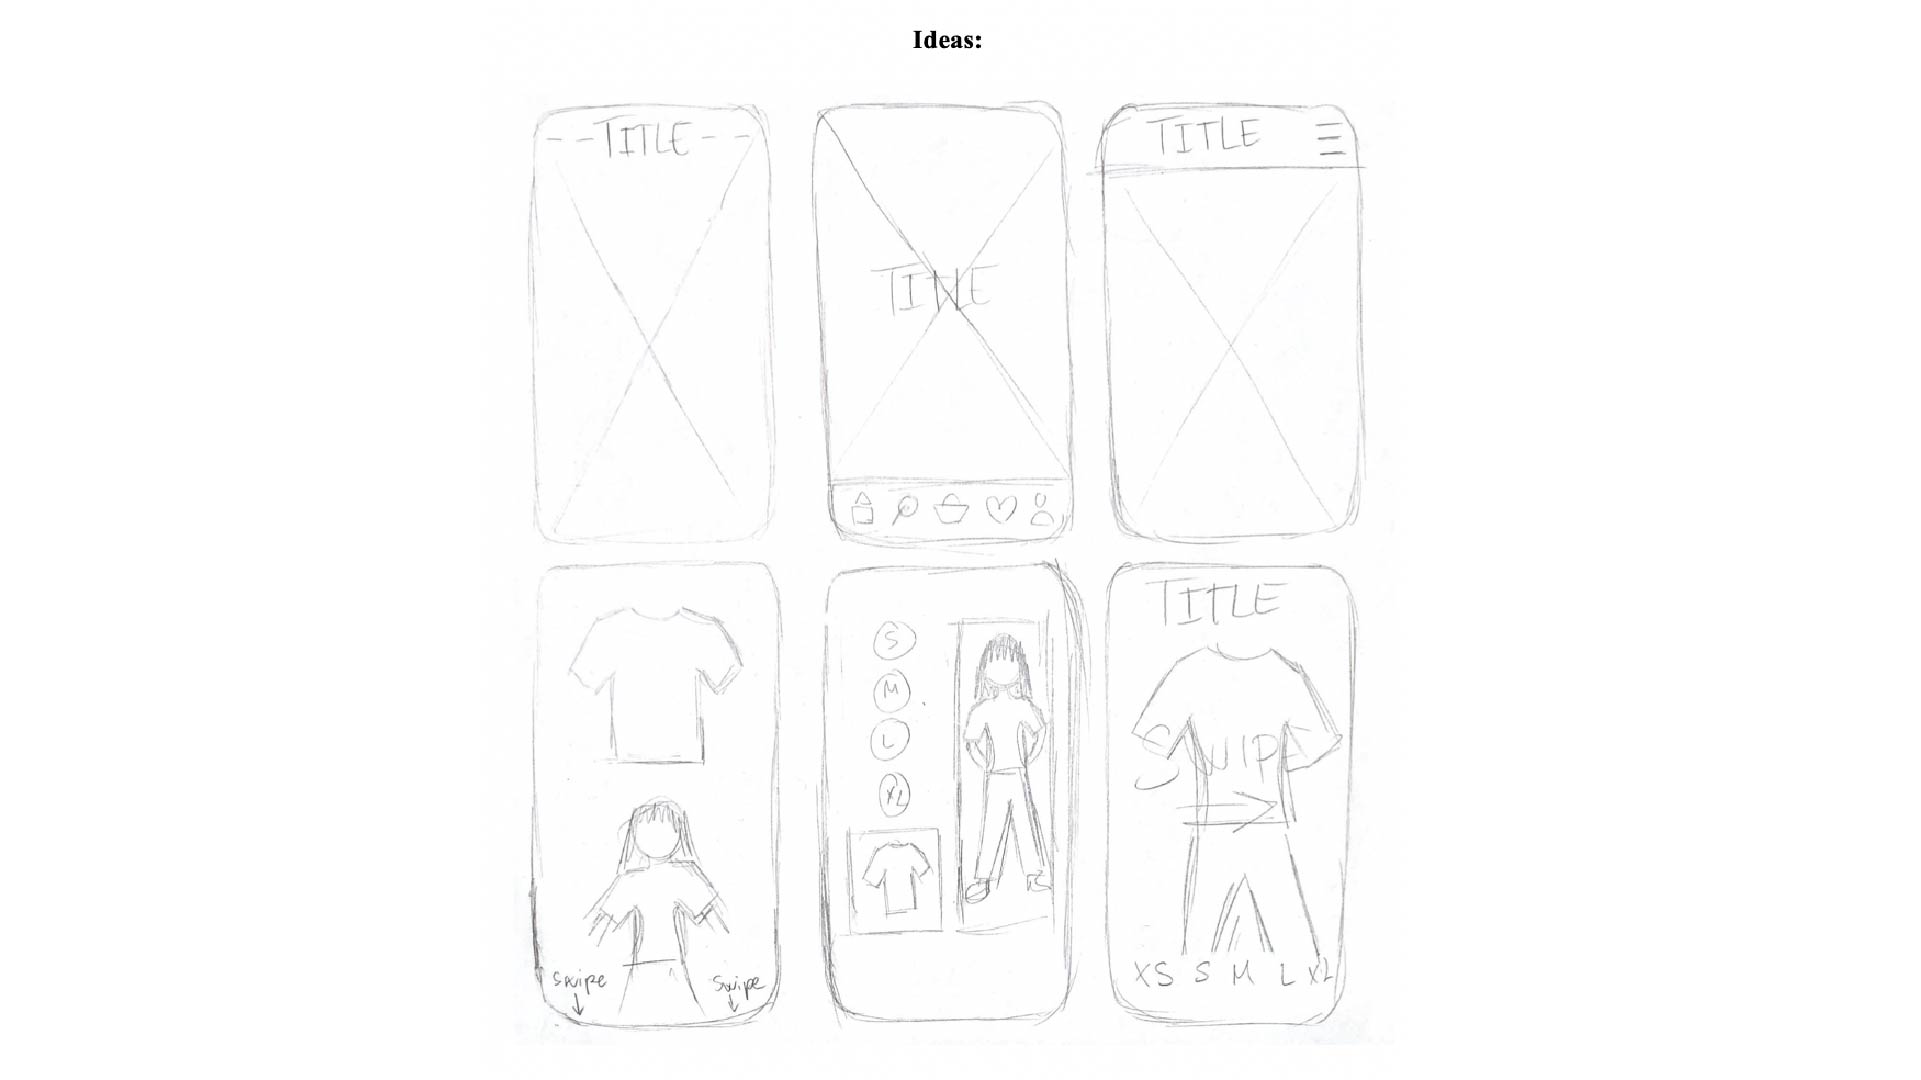 Ideas:
- - TITLE - -
TITLE
TITLE
S
M
L
XL
swipe
swipe
TITLE
SWIPE
XS S M L XL